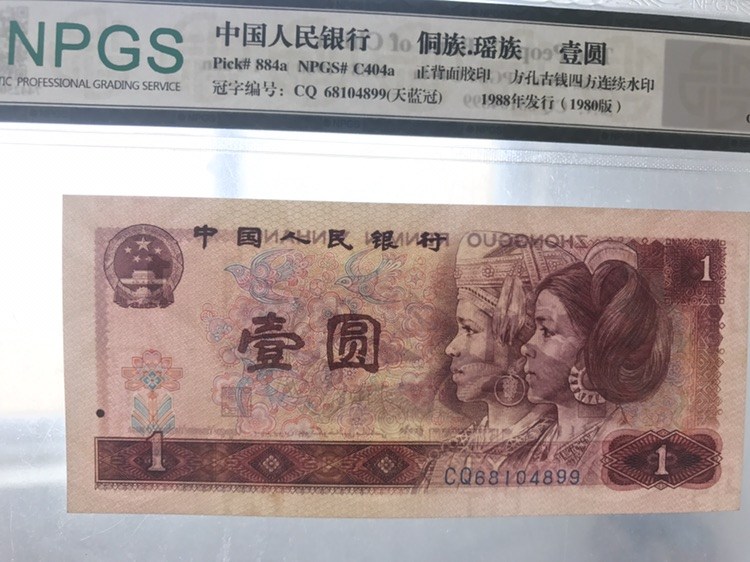 NPGS
TIC PROFESSIONAL GRADING SERVICE
中国人民银行 侗族.瑶族 壹圆
Pick# 884a NPGS# C404a 正背面胶印 方孔古钱四方连续水印
冠字编号: CQ 68104899(天蓝冠) 1988年发行 (1980版)
中国人民银行
ZHONGGUO RENMIN YINHANG
1
壹圆
1
CQ68104899
1